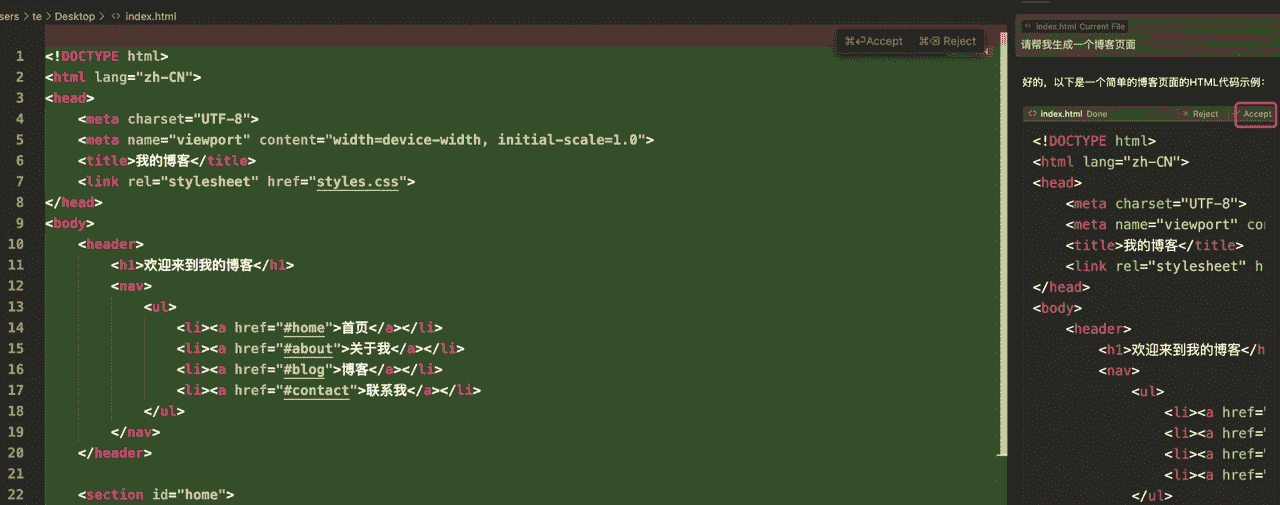 sers > te > Desktop > <> index.html
⌘⏎Accept ⌘⌫ Reject
1 <!DOCTYPE html>
2 <html lang="zh-CN">
3 <head>
4 <meta charset="UTF-8">
5 <meta name="viewport" content="width=device-width, initial-scale=1.0">
6 <title>我的博客</title>
7 <link rel="stylesheet" href="styles.css">
8 </head>
9 <body>
10 <header>
11 <h1>欢迎来到我的博客</h1>
12 <nav>
13 <ul>
14 <li><a href="#home">首页</a></li>
15 <li><a href="#about">关于我</a></li>
16 <li><a href="#blog">博客</a></li>
17 <li><a href="#contact">联系我</a></li>
18 </ul>
19 </nav>
20 </header>
21
22 <section id="home">
<> index.html Current File
请帮我生成一个博客页面
好的，以下是一个简单的博客页面的HTML代码示例：
<> index.html Done × Reject ✓ Accept
<!DOCTYPE html>
<html lang="zh-CN">
<head>
<meta charset="UTF-8">
<meta name="viewport" co
<title>我的博客</title>
<link rel="stylesheet" h
</head>
<body>
<header>
<h1>欢迎来到我的博客</h
<nav>
<ul>
<li><a href="
<li><a href="
<li><a href="
<li><a href="
</ul>